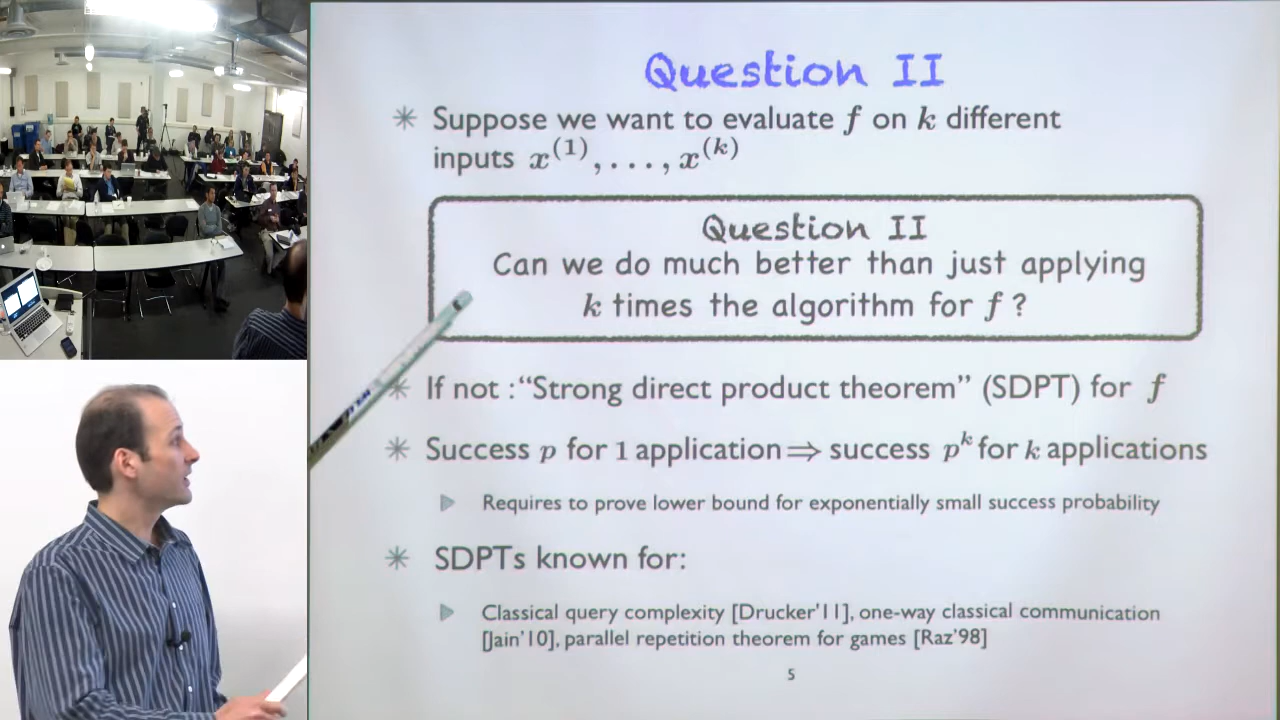 Question II
✳ Suppose we want to evaluate f on k different
inputs x^(1), . . . , x^(k)
Question II
Can we do much better than just applying
k times the algorithm for f ?
✳ If not :“Strong direct product theorem” (SDPT) for f
✳ Success p for 1 application ⟹ success p^k for k applications
▷ Requires to prove lower bound for exponentially small success probability
✳ SDPTs known for:
▷ Classical query complexity [Drucker'11], one-way classical communication
[Jain'10], parallel repetition theorem for games [Raz'98]
5